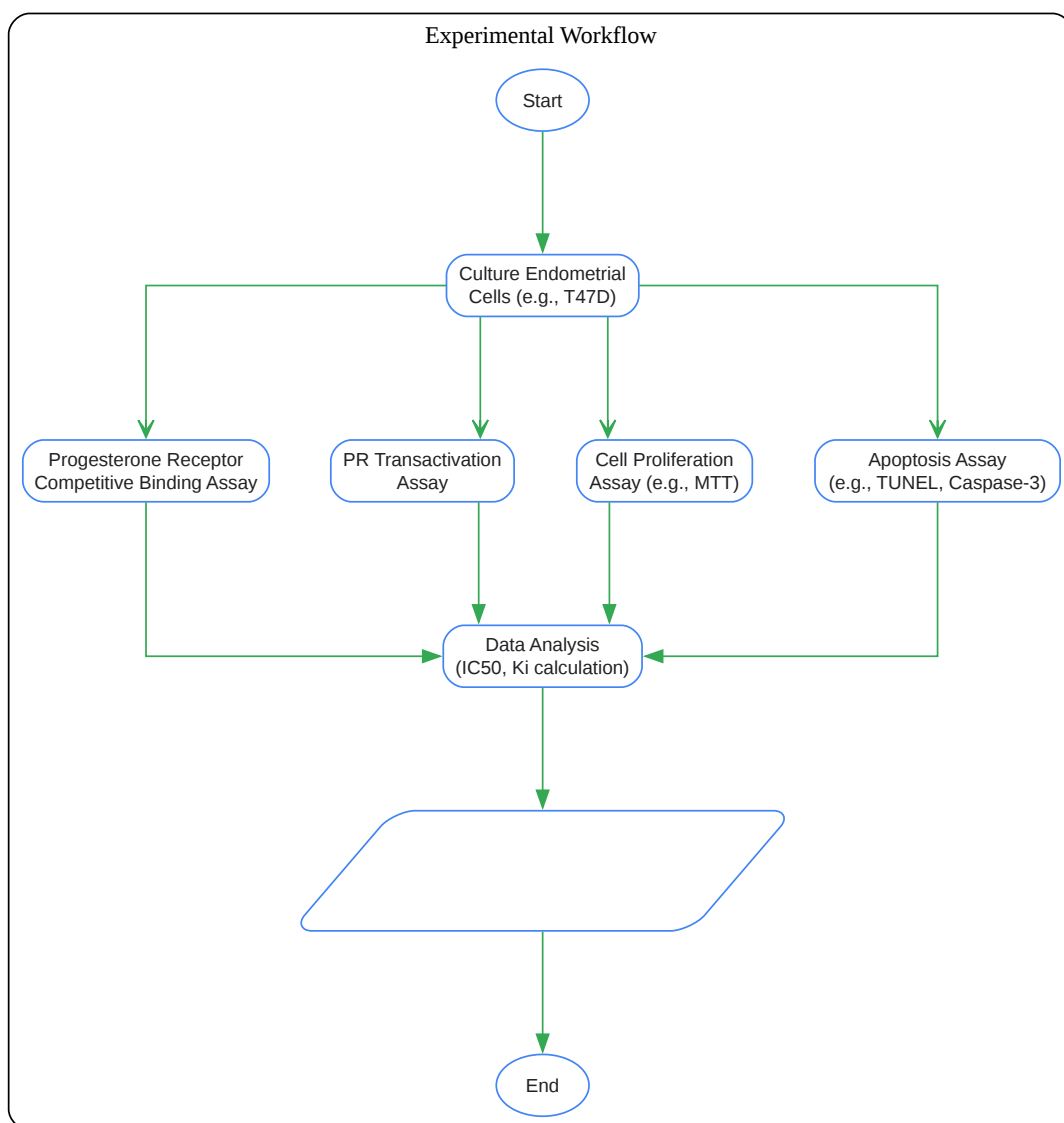 Experimental Workflow
Start
Culture Endometrial
Cells (e.g., T47D)
Progesterone Receptor
Competitive Binding Assay
PR Transactivation
Assay
Cell Proliferation
Assay (e.g., MTT)
Apoptosis Assay
(e.g., TUNEL, Caspase-3)
Data Analysis
(IC50, Ki calculation)
End